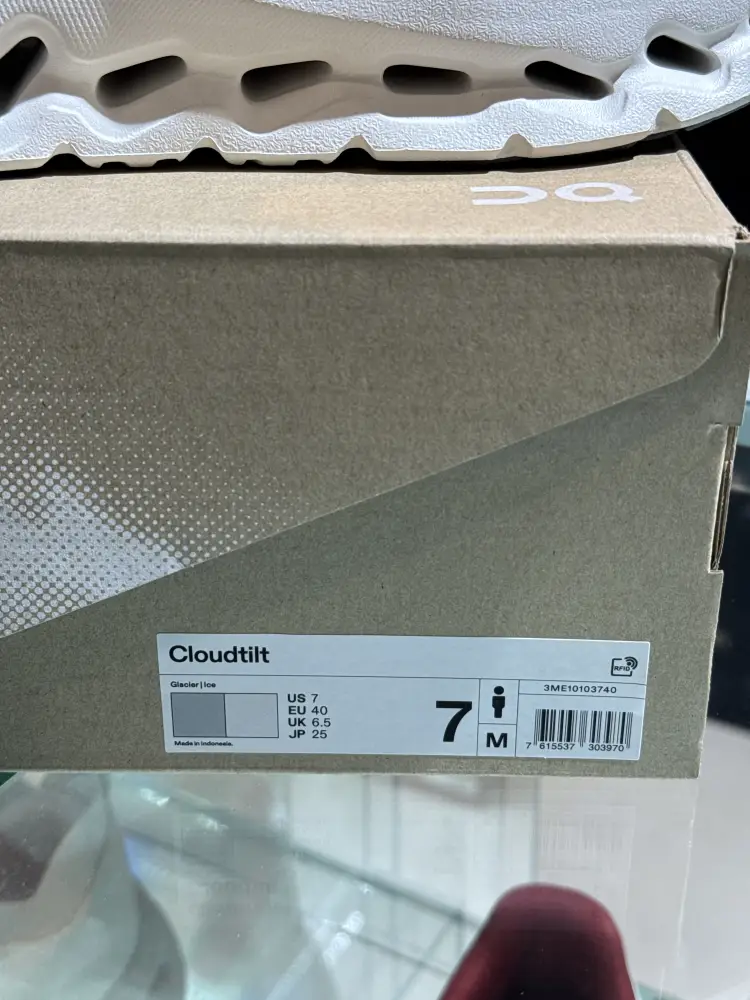 Cloudtilt
RFID
Glacier | Ice
US 7
EU 40
UK 6.5
JP 25
Made in Indonesia.
7
M
3ME10103740
7 615537 303970